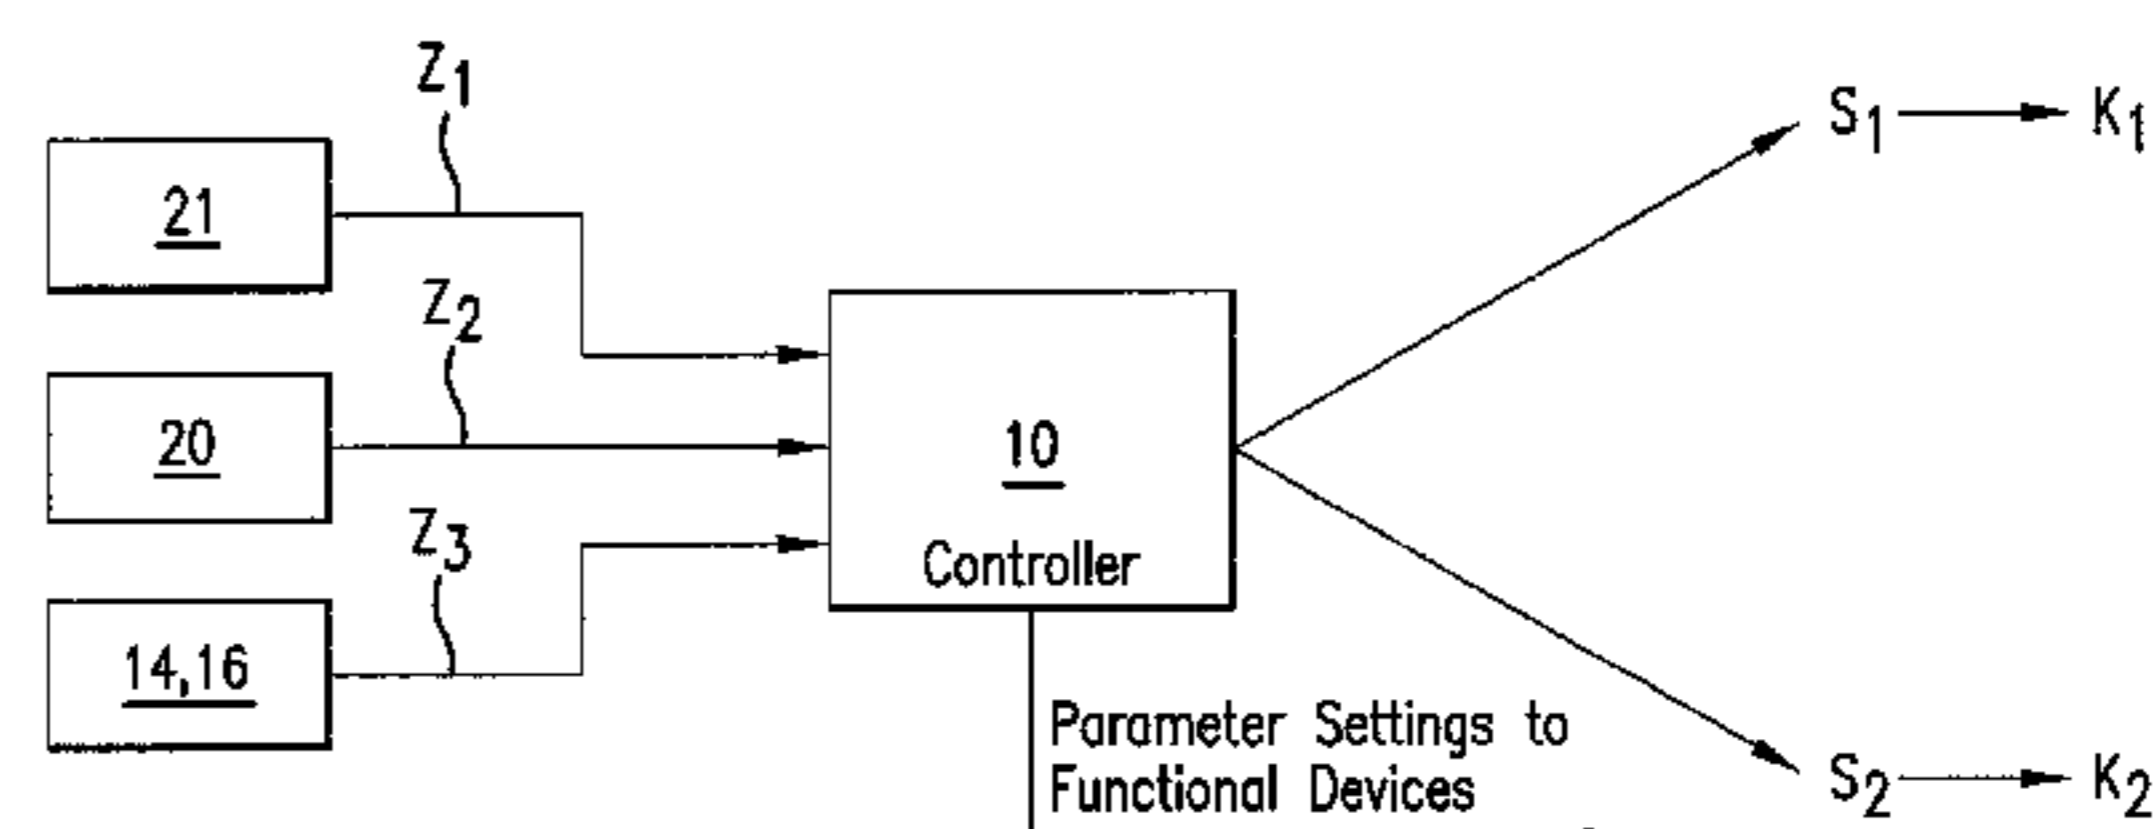 Z1
S1
K1
21
Z2
20
10
Z3
Controller
14,16
Parameter Settings to
Functional Devices
S2
K2